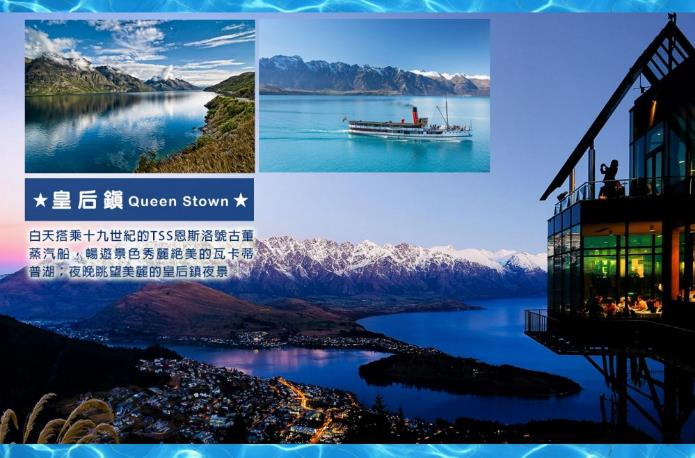 ★皇后鎮 Queen Stown★
白天搭乘十九世紀的TSS恩斯洛號古董
蒸汽船，暢遊景色秀麗絕美的瓦卡蒂
普湖；夜晚眺望美麗的皇后鎮夜景